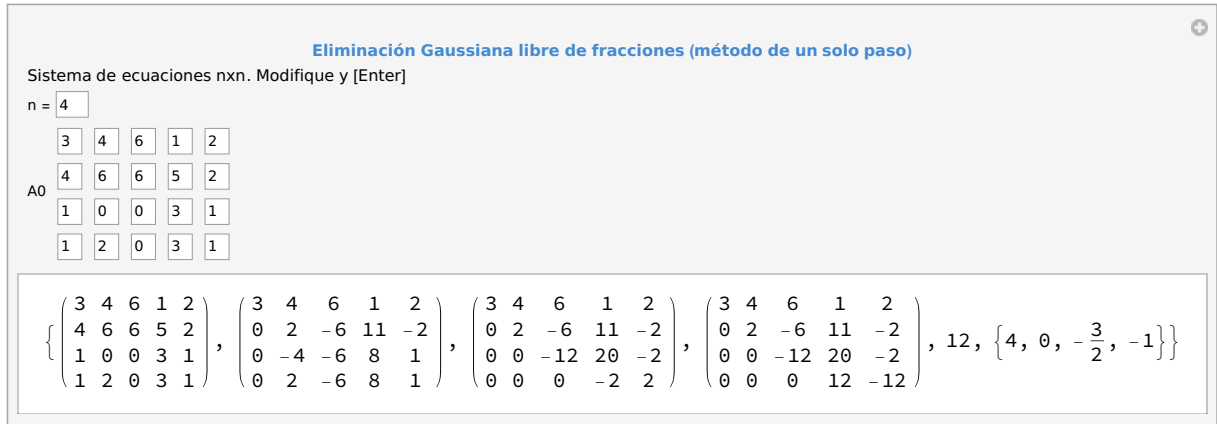 Eliminación Gaussiana libre de fracciones (método de un solo paso)
Sistema de ecuaciones nxn. Modifique y [Enter]
n = 4
3 4 6 1 2
4 6 6 5 2
A0
1 0 0 3 1
1 2 0 3 1
3 4 6 1 2 3 4 6 1 2 3 4 6 1 2 3 4 6 1 2
4 6 6 5 2 0 2 -6 11 -2 0 2 -6 11 -2 0 2 -6 11 -2
{ , , , , 12, {4, 0, -3/2, -1}}
1 0 0 3 1 0 -4 -6 8 1 0 0 -12 20 -2 0 0 -12 20 -2
1 2 0 3 1 0 2 -6 8 1 0 0 0 -2 2 0 0 0 12 -12